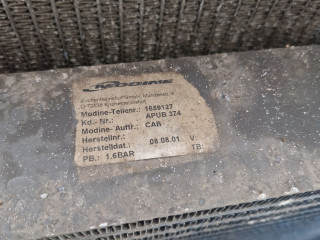 MODINE
Modine-Teilenr.: 1659127
Kd.- Nr.: APUB 374
Modine- Auftr.: CAB
Herstellnr.:
Herstelldat.: 08.08.01 V:
PB.: 1.6BAR TB: